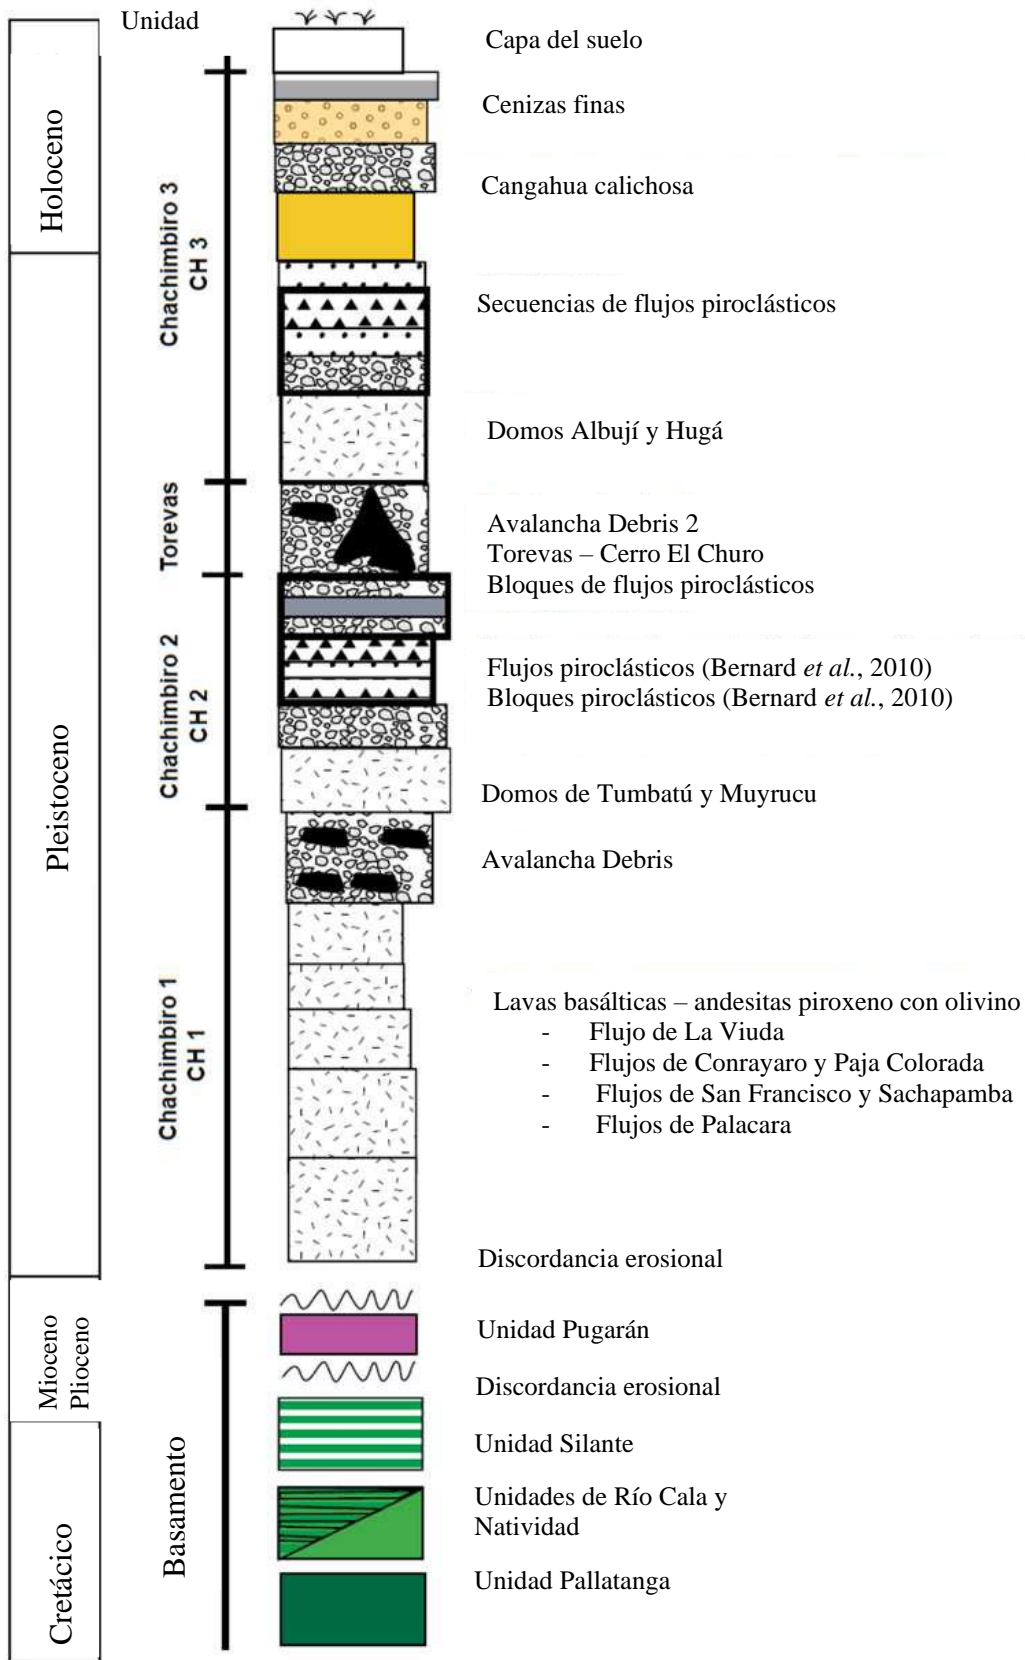 Unidad
Capa del suelo
Cenizas finas
Holoceno
Cangahua calichosa
Chachimbiro 3
CH 3
Secuencias de flujos piroclásticos
Domos Albují y Hugá
Torevas
Avalancha Debris 2
Torevas – Cerro El Churo
Bloques de flujos piroclásticos
Chachimbiro 2
CH 2
Flujos piroclásticos (Bernard et al., 2010)
Bloques piroclásticos (Bernard et al., 2010)
Pleistoceno
Domos de Tumbatú y Muyrucu
Avalancha Debris
Chachimbiro 1
CH 1
Lavas basálticas – andesitas piroxeno con olivino
- Flujo de La Viuda
- Flujos de Conrayaro y Paja Colorada
- Flujos de San Francisco y Sachapamba
- Flujos de Palacara
Discordancia erosional
Mioceno
Plioceno
Unidad Pugarán
Discordancia erosional
Basamento
Unidad Silante
Unidades de Río Cala y
Natividad
Cretácico
Unidad Pallatanga